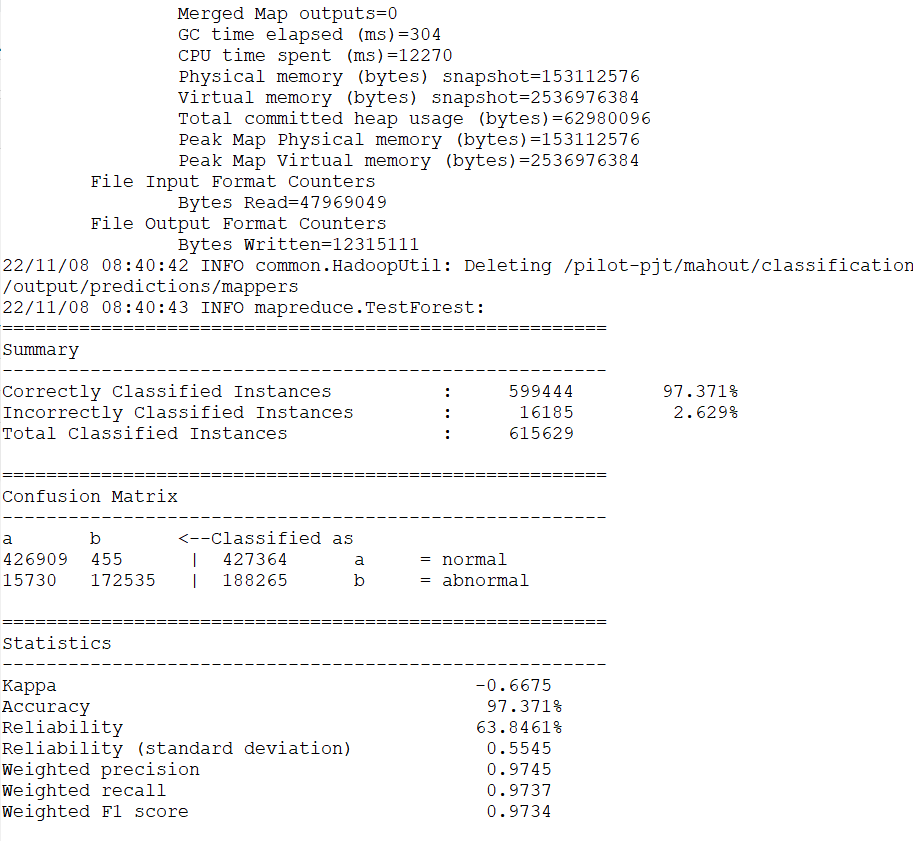 Merged Map outputs=0
GC time elapsed (ms)=304
CPU time spent (ms)=12270
Physical memory (bytes) snapshot=153112576
Virtual memory (bytes) snapshot=2536976384
Total committed heap usage (bytes)=62980096
Peak Map Physical memory (bytes)=153112576
Peak Map Virtual memory (bytes)=2536976384
File Input Format Counters
Bytes Read=47969049
File Output Format Counters
Bytes Written=12315111
22/11/08 08:40:42 INFO common.HadoopUtil: Deleting /pilot-pjt/mahout/classification
/output/predictions/mappers
22/11/08 08:40:43 INFO mapreduce.TestForest:
=======================================================
Summary
-------------------------------------------------------
Correctly Classified Instances : 599444 97.371%
Incorrectly Classified Instances : 16185 2.629%
Total Classified Instances : 615629
=======================================================
Confusion Matrix
-------------------------------------------------------
a b <--Classified as
426909 455 | 427364 a = normal
15730 172535 | 188265 b = abnormal
=======================================================
Statistics
-------------------------------------------------------
Kappa -0.6675
Accuracy 97.371%
Reliability 63.8461%
Reliability (standard deviation) 0.5545
Weighted precision 0.9745
Weighted recall 0.9737
Weighted F1 score 0.9734